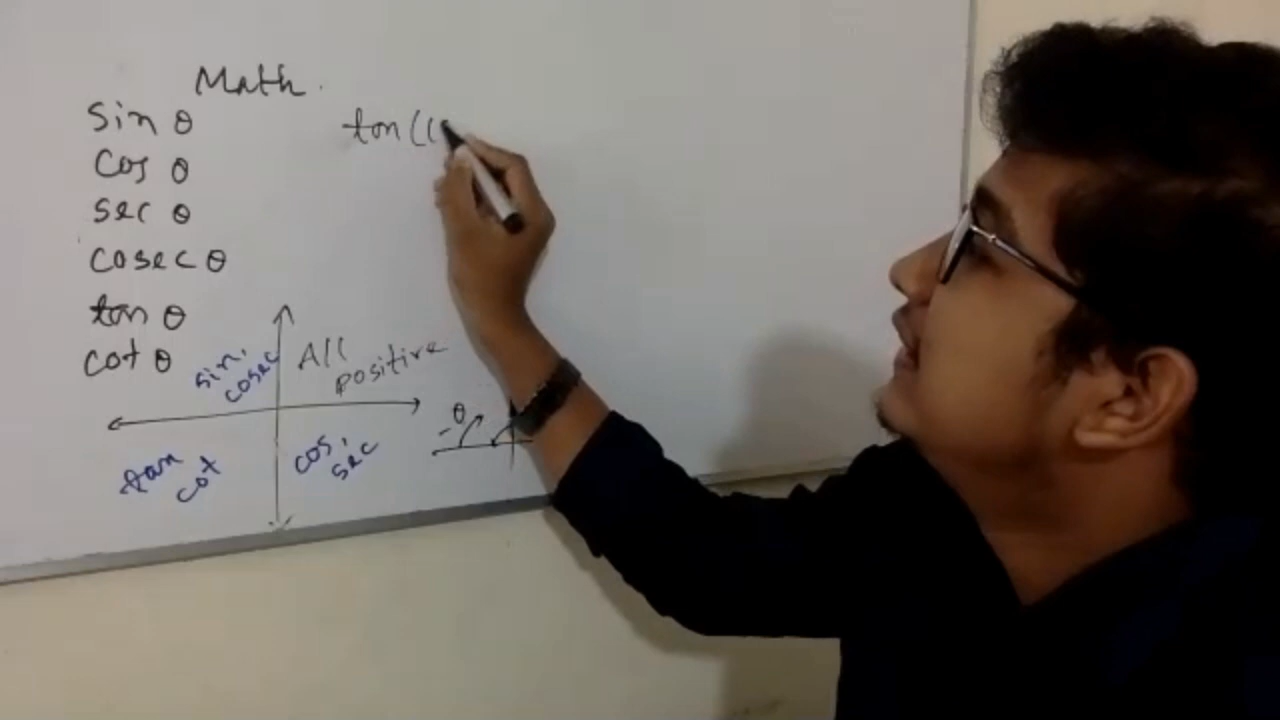 Math.
sin θ
cos θ
sec θ
cosec θ
tan θ
cot θ
tan (
sin,
cosec
All
positive
tan
cot
cos,
sec
-θ